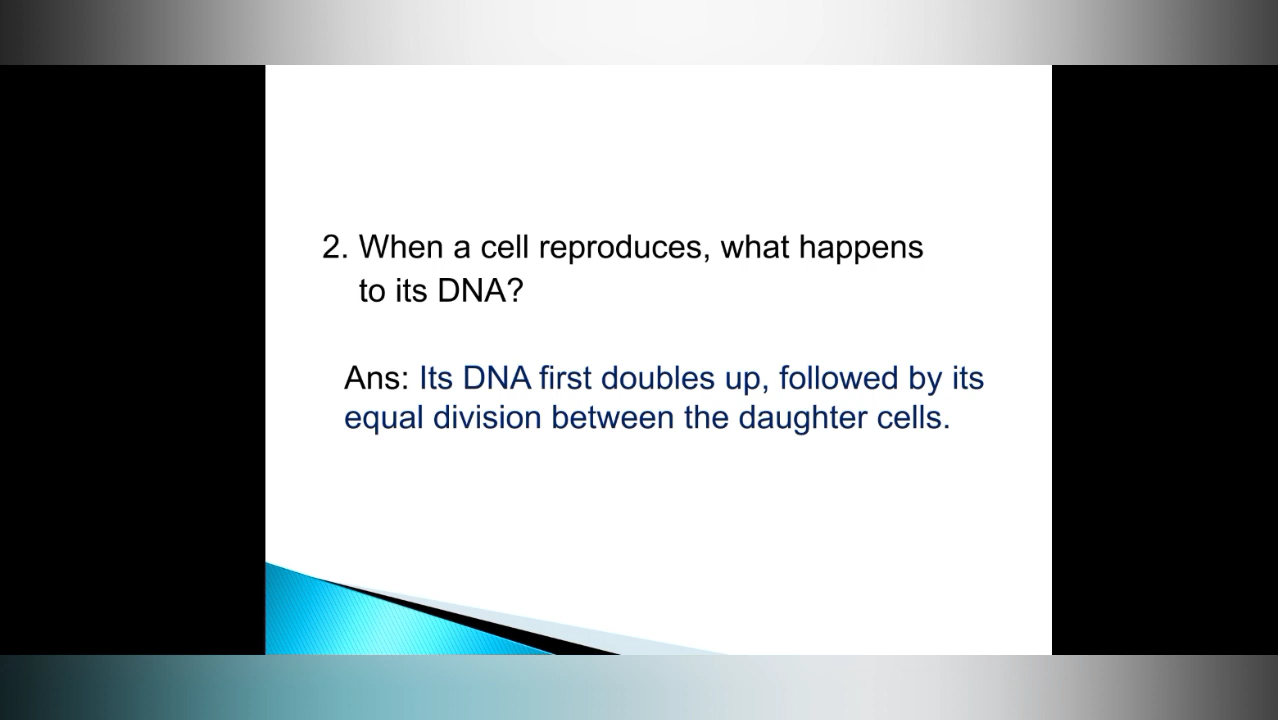 2. When a cell reproduces, what happens
to its DNA?
Ans: Its DNA first doubles up, followed by its
equal division between the daughter cells.